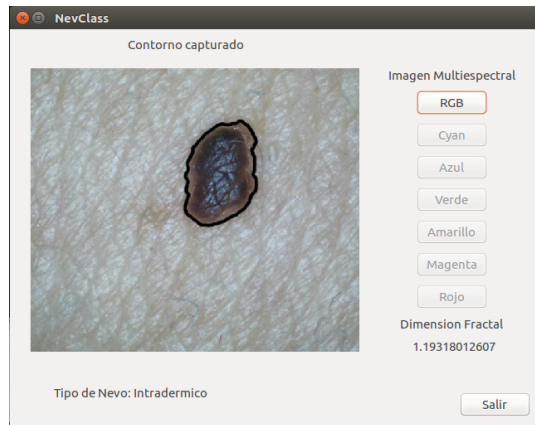 NevClass
Contorno capturado
Imagen Multiespectral
RGB
Cyan
Azul
Verde
Amarillo
Magenta
Rojo
Dimension Fractal
1.19318012607
Tipo de Nevo: Intradermico
Salir